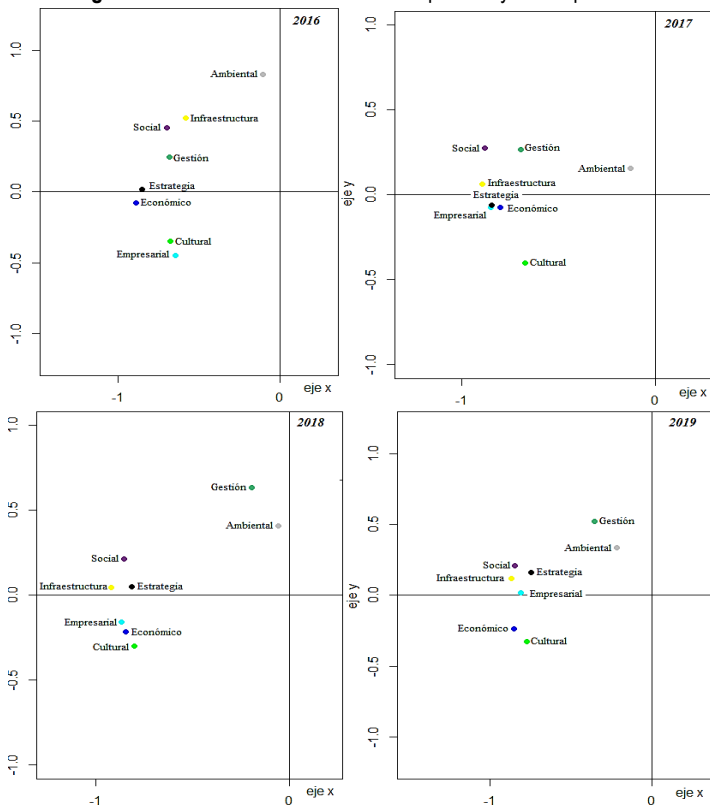 2016
1.0
0.5
0.0
-0.5
-1.0
Ambiental
Infraestructura
Social
Gestión
Estrategia
Económico
Cultural
Empresarial
-1
0
eje x
2017
eje y
1.0
0.5
0.0
-0.5
-1.0
Social
Gestión
Ambiental
Infraestructura
Estrategia
Empresarial
Económico
Cultural
-1
0
eje x
2018
1.0
0.5
0.0
-0.5
-1.0
Gestión
Ambiental
Social
Infraestructura
Estrategia
Empresarial
Económico
Cultural
-1
0
eje x
2019
eje y
1.0
0.5
0.0
-0.5
-1.0
Gestión
Ambiental
Social
Estrategia
Infraestructura
Empresarial
Económico
Cultural
-1
0
eje x